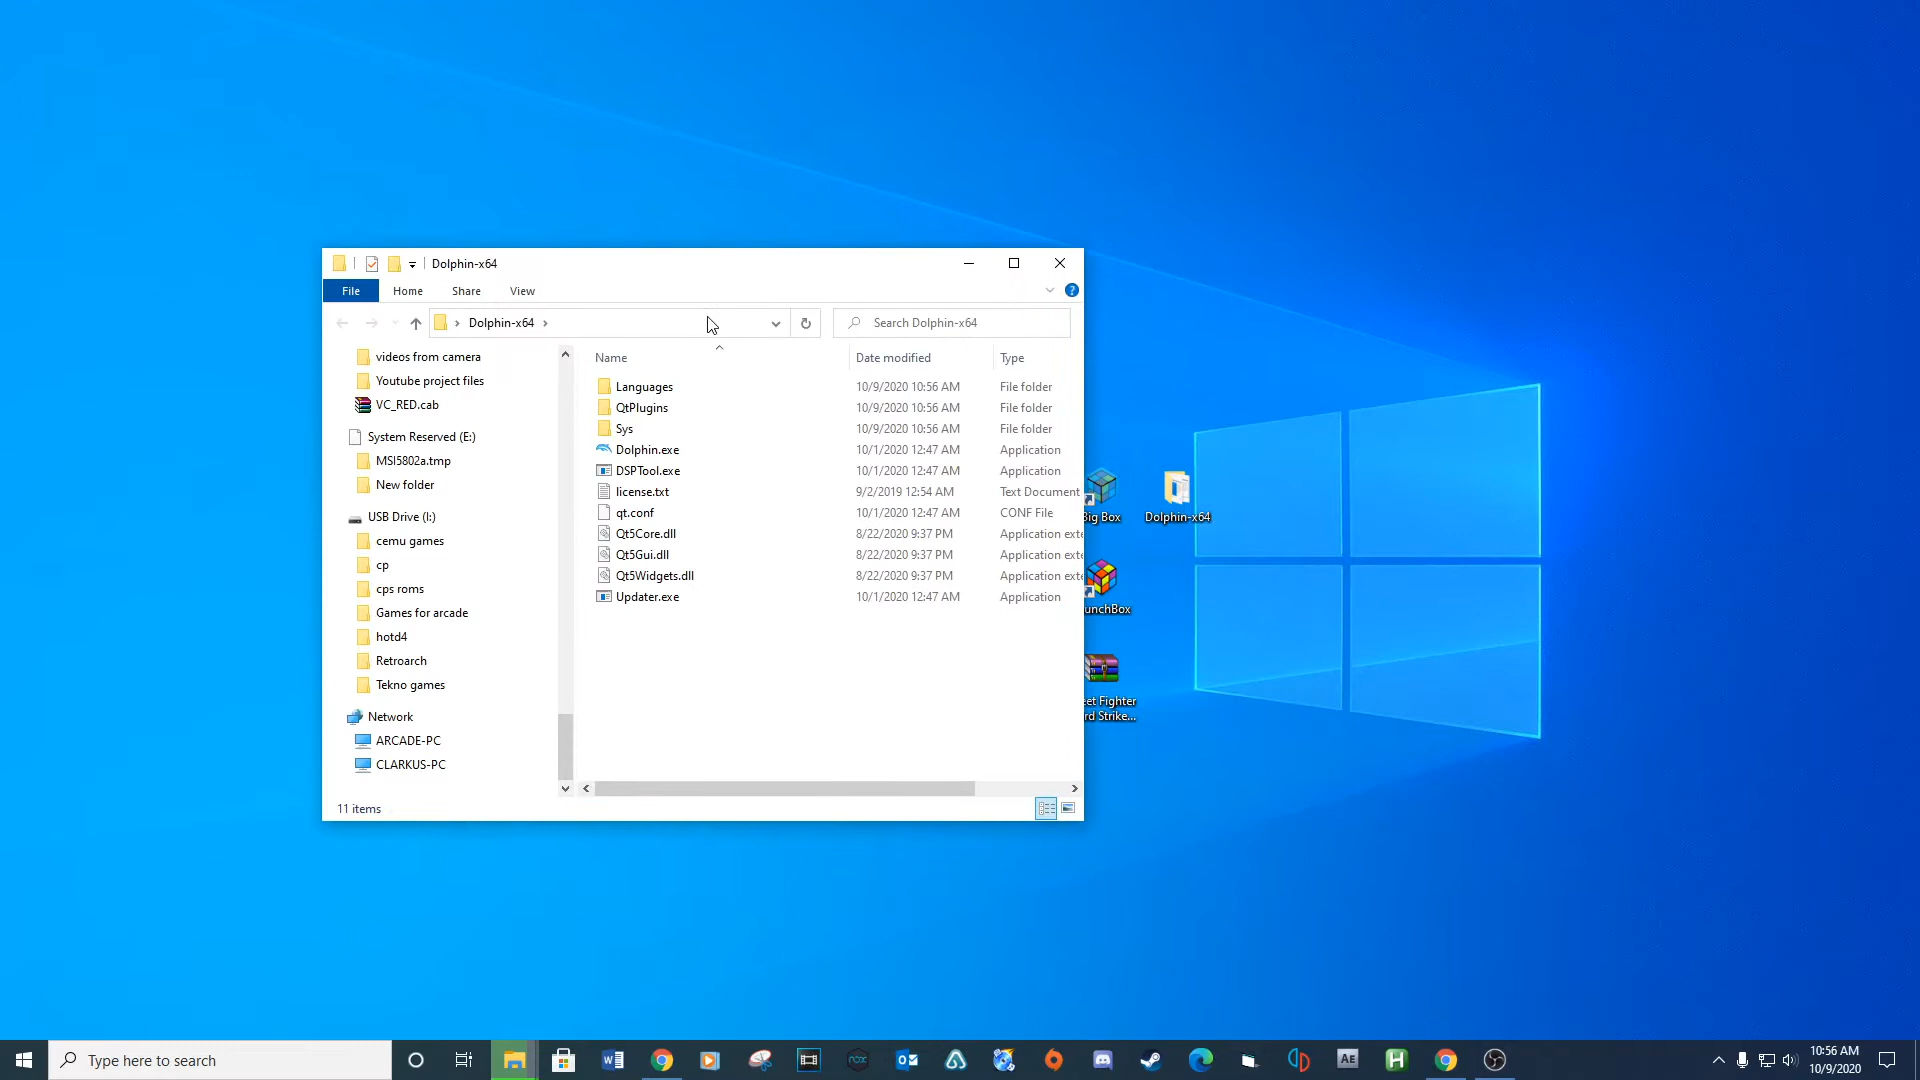 Dolphin-x64
File Home Share View
Dolphin-x64
Search Dolphin-x64
videos from camera
Youtube project files
VC_RED.cab
System Reserved (E:)
MSI5802a.tmp
New folder
USB Drive (I:)
cemu games
cp
cps roms
Games for arcade
hotd4
Retroarch
Tekno games
Network
ARCADE-PC
CLARKUS-PC
Name Date modified Type
Languages 10/9/2020 10:56 AM File folder
QtPlugins 10/9/2020 10:56 AM File folder
Sys 10/9/2020 10:56 AM File folder
Dolphin.exe 10/1/2020 12:47 AM Application
DSPTool.exe 10/1/2020 12:47 AM Application
license.txt 9/2/2019 12:54 AM Text Document
qt.conf 10/1/2020 12:47 AM CONF File
Qt5Core.dll 8/22/2020 9:37 PM Application exte
Qt5Gui.dll 8/22/2020 9:37 PM Application exte
Qt5Widgets.dll 8/22/2020 9:37 PM Application exte
Updater.exe 10/1/2020 12:47 AM Application
11 items
Big Box
Dolphin-x64
unchBox
eet Fighter
rd Strike...
Type here to search
AE
10:56 AM
10/9/2020